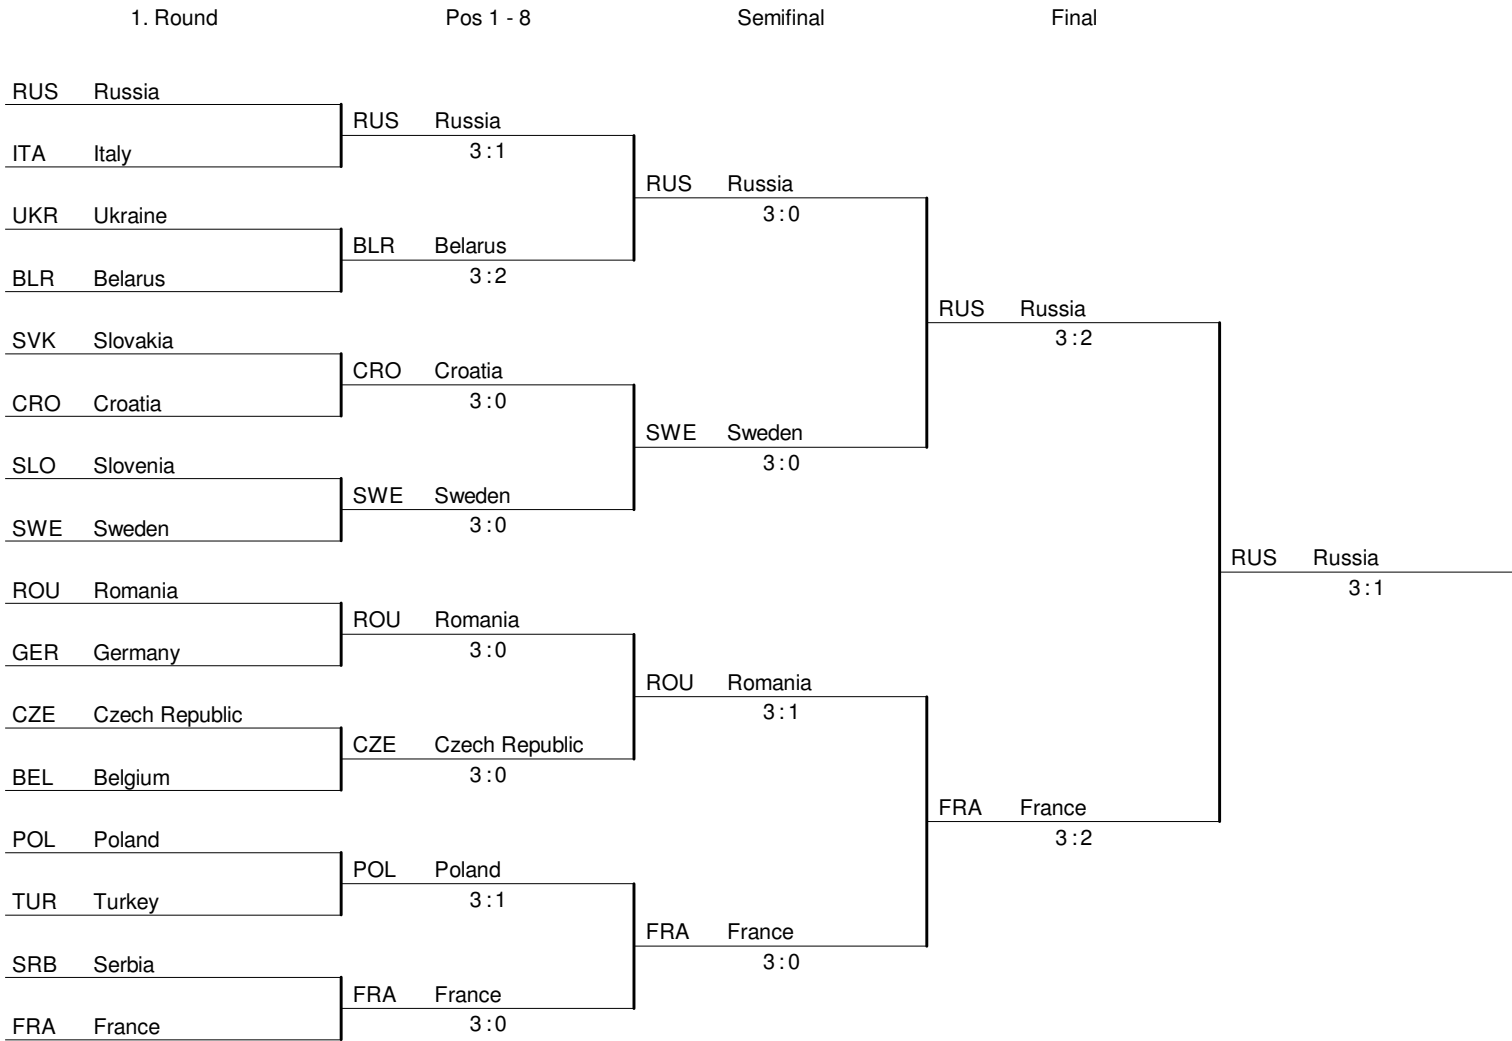 1. Round Pos 1 - 8 Semifinal Final
RUS Russia
RUS Russia
3:1
ITA Italy
RUS Russia
3:0
UKR Ukraine
BLR Belarus
3:2
BLR Belarus
RUS Russia
3:2
SVK Slovakia
CRO Croatia
3:0
CRO Croatia
SWE Sweden
3:0
SLO Slovenia
SWE Sweden
3:0
SWE Sweden
RUS Russia
3:1
ROU Romania
ROU Romania
3:0
GER Germany
ROU Romania
3:1
CZE Czech Republic
CZE Czech Republic
3:0
BEL Belgium
FRA France
3:2
POL Poland
POL Poland
3:1
TUR Turkey
FRA France
3:0
SRB Serbia
FRA France
3:0
FRA France